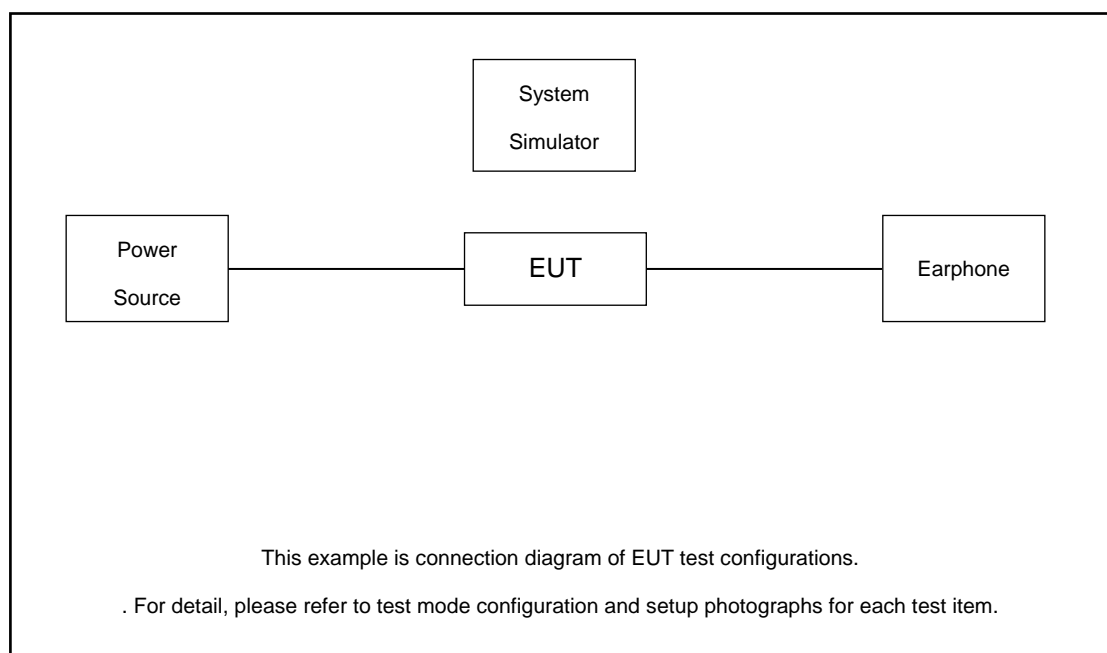 System
Simulator
Power
Source
EUT
Earphone
This example is connection diagram of EUT test configurations.
. For detail, please refer to test mode configuration and setup photographs for each test item.